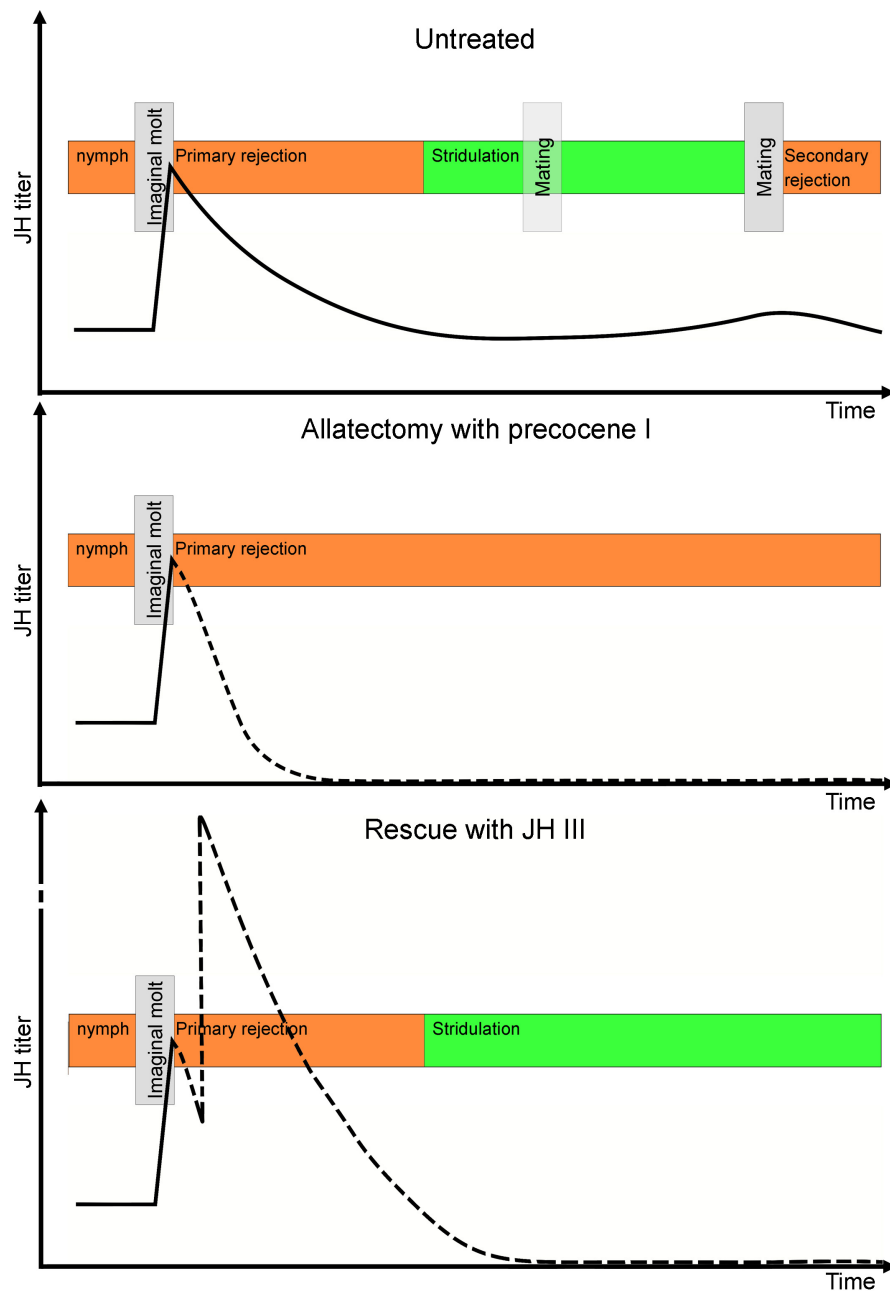 Untreated
JH titer
nymph
Imaginal molt
Primary rejection
Stridulation
Mating
Mating
Secondary
rejection
Time
Allatectomy with precocene I
JH titer
nymph
Imaginal molt
Primary rejection
Time
Rescue with JH III
JH titer
nymph
Imaginal molt
Primary rejection
Stridulation
Time